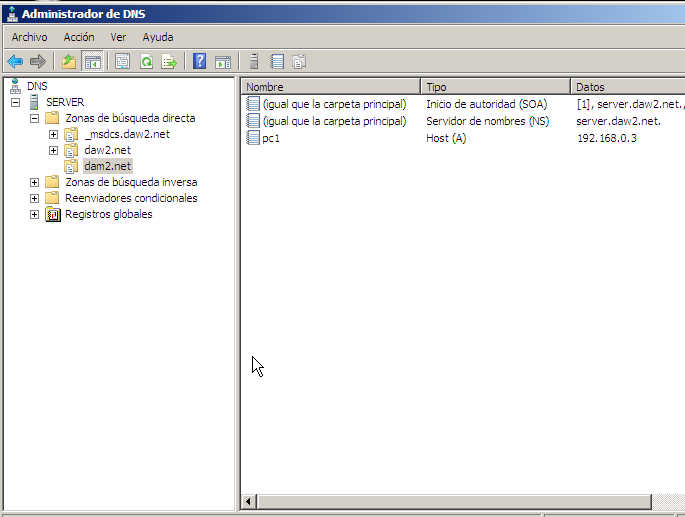 Administrador de DNS
Archivo Acción Ver Ayuda
DNS
SERVER
Zonas de búsqueda directa
_msdcs.daw2.net
daw2.net
dam2.net
Zonas de búsqueda inversa
Reenviadores condicionales
Registros globales
Nombre Tipo Datos
(igual que la carpeta principal) Inicio de autoridad (SOA) [1], server.daw2.net.,
(igual que la carpeta principal) Servidor de nombres (NS) server.daw2.net.
pc1 Host (A) 192.168.0.3